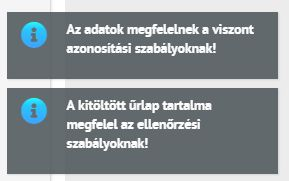 Az adatok megfelelnek a viszont
azonosítási szabályoknak!
A kitöltött űrlap tartalma
megfelel az ellenőrzési
szabályoknak!